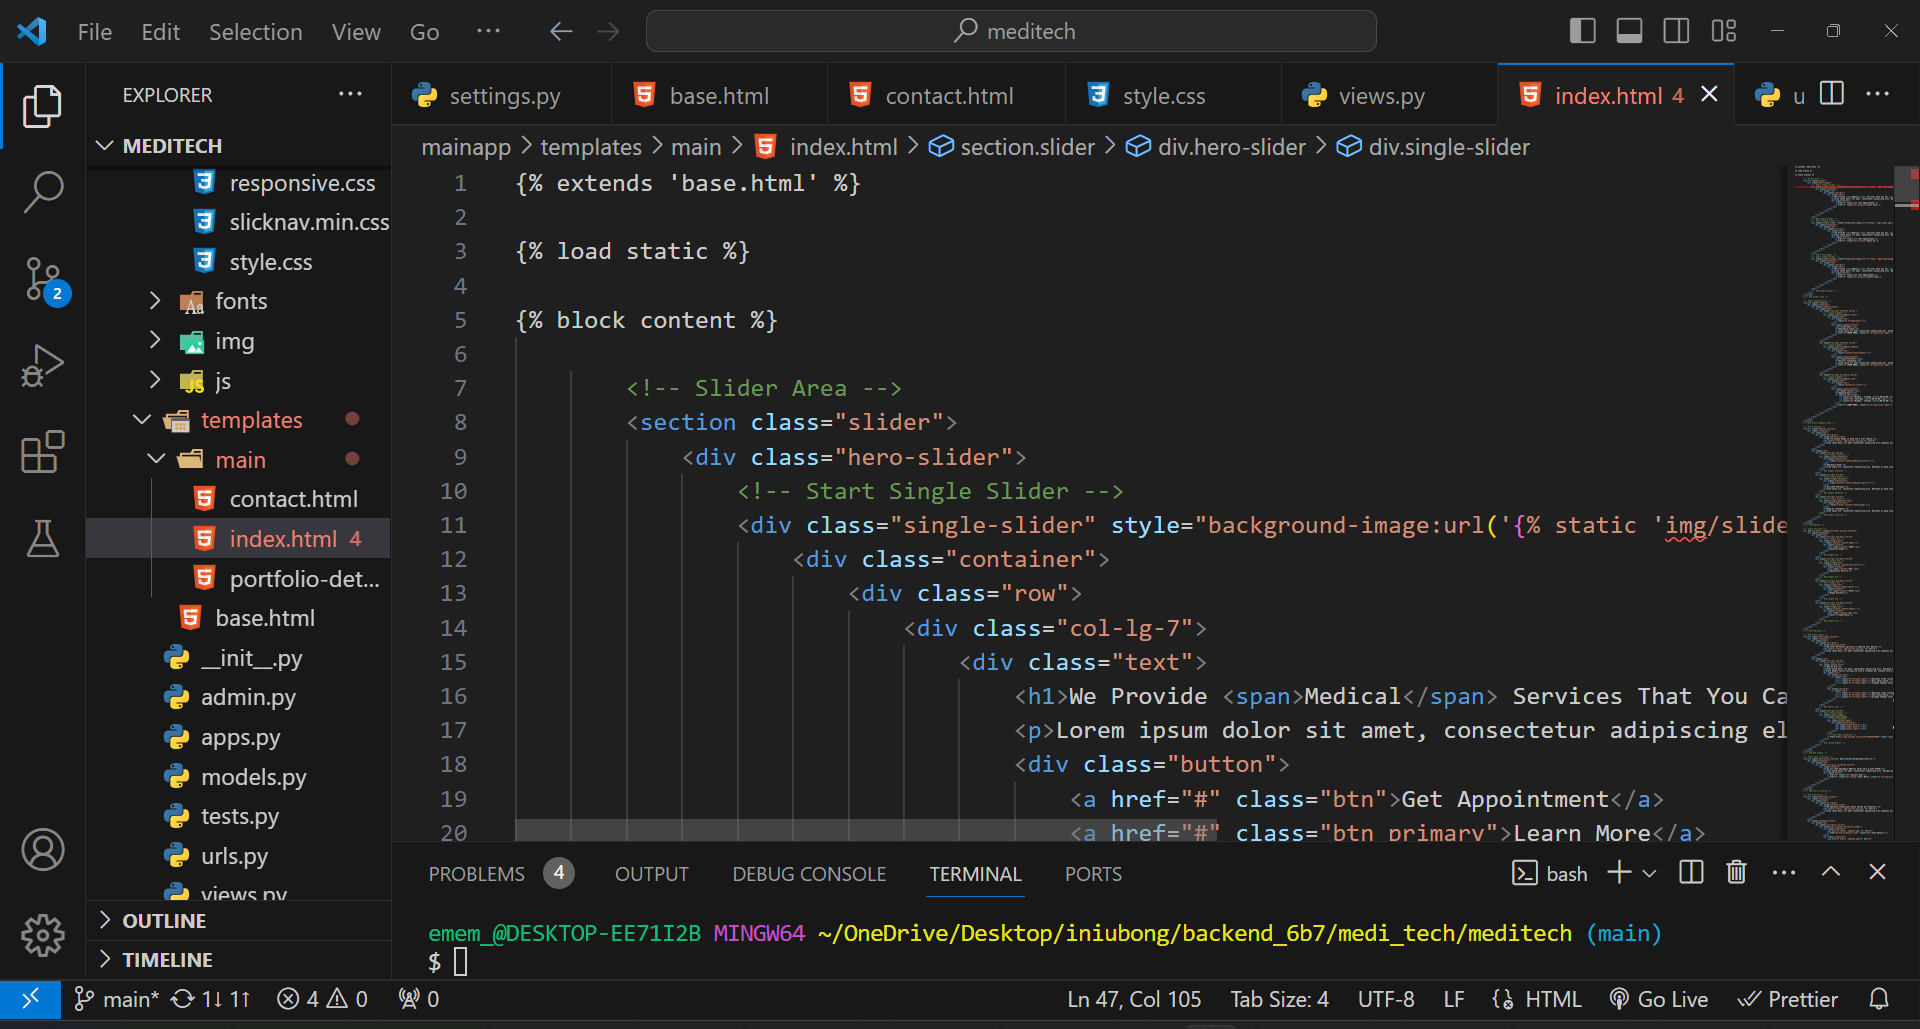 File Edit Selection View Go ··· meditech
EXPLORER ···
MEDITECH
responsive.css
slicknav.min.css
style.css
fonts
img
js
templates
main
contact.html
index.html 4
portfolio-det...
base.html
__init__.py
admin.py
apps.py
models.py
tests.py
urls.py
views.py
OUTLINE
TIMELINE
settings.py base.html contact.html style.css views.py index.html 4 u ···
mainapp > templates > main > index.html > section.slider > div.hero-slider > div.single-slider
1 {% extends 'base.html' %}
2
3 {% load static %}
4
5 {% block content %}
6
7 <!-- Slider Area -->
8 <section class="slider">
9 <div class="hero-slider">
10 <!-- Start Single Slider -->
11 <div class="single-slider" style="background-image:url('{% static 'img/slide
12 <div class="container">
13 <div class="row">
14 <div class="col-lg-7">
15 <div class="text">
16 <h1>We Provide <span>Medical</span> Services That You Ca
17 <p>Lorem ipsum dolor sit amet, consectetur adipiscing el
18 <div class="button">
19 <a href="#" class="btn">Get Appointment</a>
20 <a href="#" class="btn primary">Learn More</a>
PROBLEMS 4 OUTPUT DEBUG CONSOLE TERMINAL PORTS bash ···
emem_@DESKTOP-EE71I2B MINGW64 ~/OneDrive/Desktop/iniubong/backend_6b7/medi_tech/meditech (main)
$
2
main* 1↓ 1↑ 4 0 0 Ln 47, Col 105 Tab Size: 4 UTF-8 LF HTML Go Live Prettier